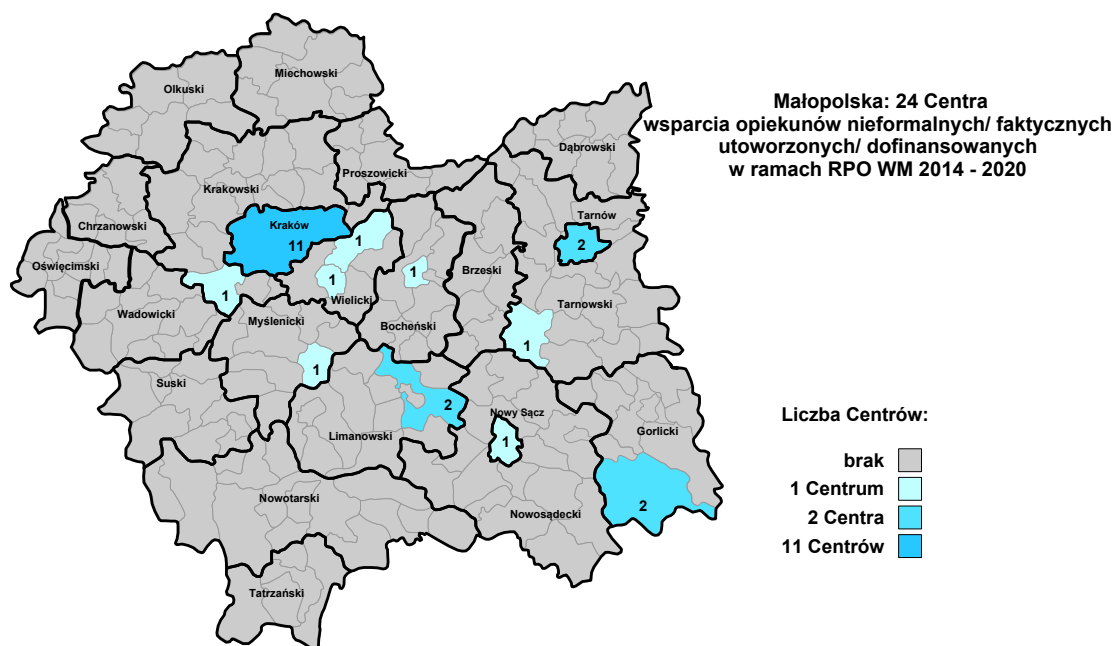 Małopolska: 24 Centra
wsparcia opiekunów nieformalnych/ faktycznych
utoworzonych/ dofinansowanych
w ramach RPO WM 2014 - 2020
Miechowski
Olkuski
Dąbrowski
Proszowicki
Krakowski
Tarnów
Chrzanowski
Kraków
11
1
2
Oświęcimski
Brzeski
1
1
1
Wielicki
Tarnowski
Wadowicki
Myślenicki
Bocheński
1
1
Suski
2
Nowy Sącz
Limanowski
1
Gorlicki
Nowotarski
2
Nowosądecki
Tatrzański
Liczba Centrów:
brak
1 Centrum
2 Centra
11 Centrów